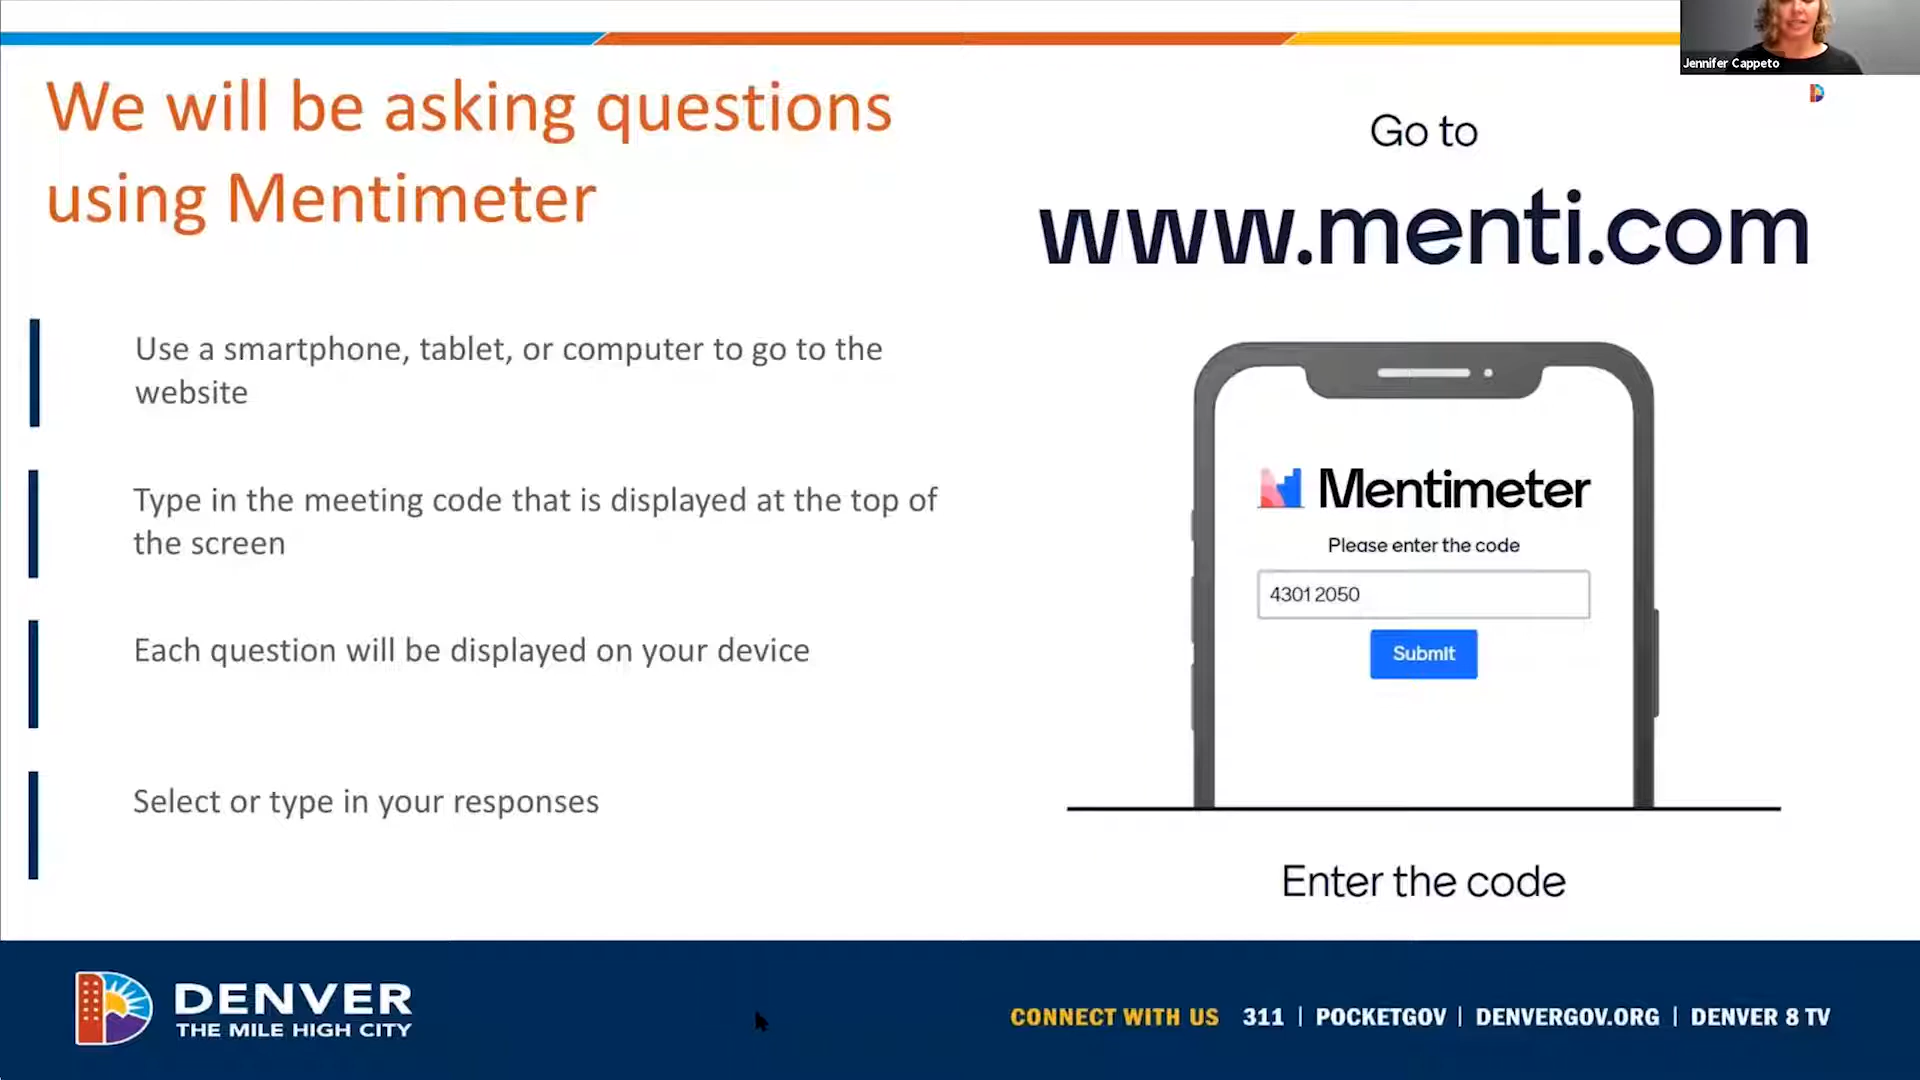 Jennifer Cappeto
We will be asking questions
using Mentimeter
Use a smartphone, tablet, or computer to go to the
website
Type in the meeting code that is displayed at the top of
the screen
Each question will be displayed on your device
Select or type in your responses
Go to
www.menti.com
Mentimeter
Please enter the code
4301 2050
Submit
Enter the code
DENVER
THE MILE HIGH CITY
CONNECT WITH US 311 | POCKETGOV | DENVERGOV.ORG | DENVER 8 TV